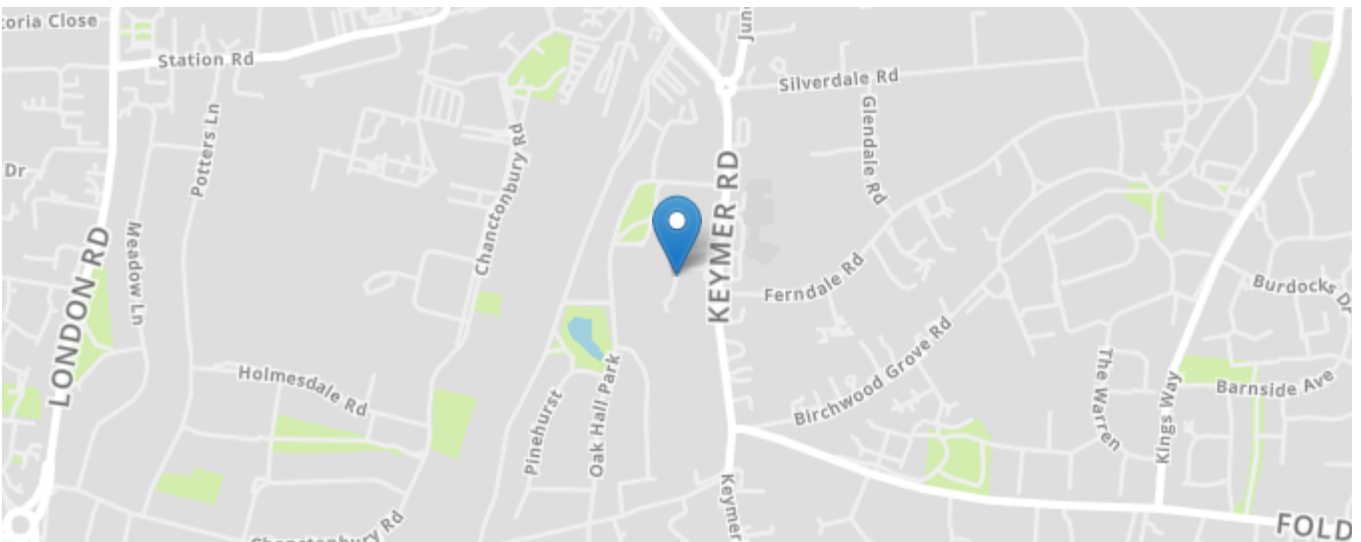 toria Close
Station Rd
Jun
Silverdale Rd
Glendale Rd
Potters Ln
Chanctonbury Rd
Dr
KEYMER RD
LONDON RD
Meadow Ln
Ferndale Rd
Burdocks Dr
Birchwood Grove Rd
Holmesdale Rd
Oak Hall Park
The Warren
Kings Way
Barnside Ave
Pinehurst
Keymer
Chanctonbury Rd
FOLD